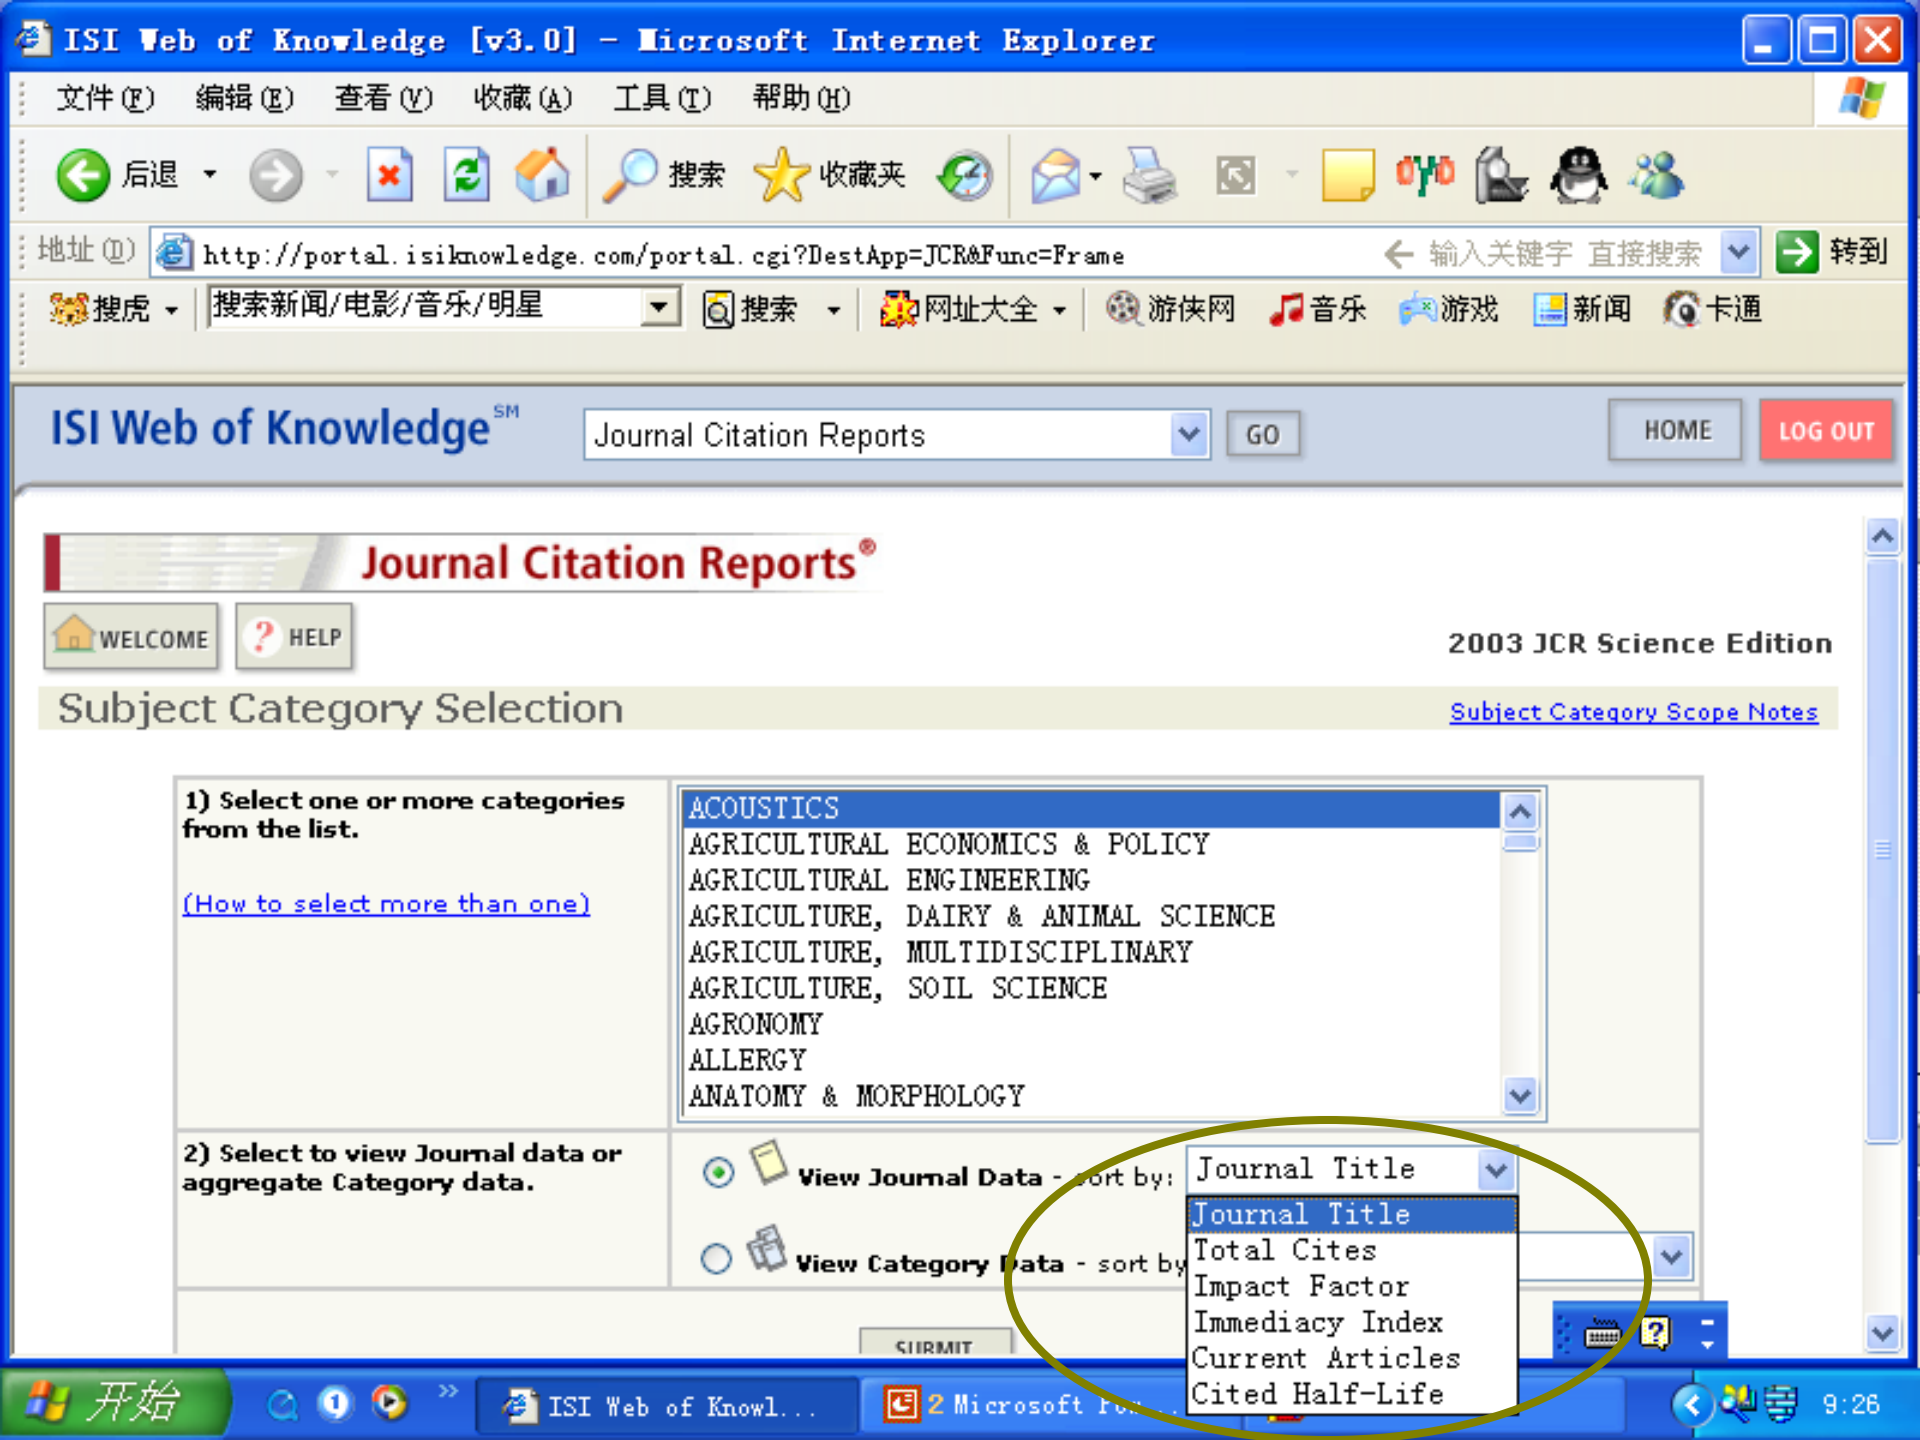 ISI Web of Knowledge [v3.0] - Microsoft Internet Explorer
文件(F) 编辑(E) 查看(V) 收藏(A) 工具(T) 帮助(H)
后退 搜索 收藏夹
地址(D) http://portal.isiknowledge.com/portal.cgi?DestApp=JCR&Func=Frame 输入关键字 直接搜索 转到
搜虎 搜索新闻/电影/音乐/明星 搜索 网址大全 游侠网 音乐 游戏 新闻 卡通
ISI Web of Knowledge SM Journal Citation Reports GO HOME LOG OUT
Journal Citation Reports®
WELCOME ? HELP
2003 JCR Science Edition
Subject Category Selection Subject Category Scope Notes
1) Select one or more categories
from the list.
(How to select more than one)
ACOUSTICS
AGRICULTURAL ECONOMICS & POLICY
AGRICULTURAL ENGINEERING
AGRICULTURE, DAIRY & ANIMAL SCIENCE
AGRICULTURE, MULTIDISCIPLINARY
AGRICULTURE, SOIL SCIENCE
AGRONOMY
ALLERGY
ANATOMY & MORPHOLOGY
2) Select to view Journal data or
aggregate Category data.
View Journal Data - sort by: Journal Title
View Category Data - sort by
Journal Title
Total Cites
Impact Factor
Immediacy Index
Current Articles
Cited Half-Life
SUBMIT
开始 ISI Web of Knowl... 2 Microsoft Pow... 9:26